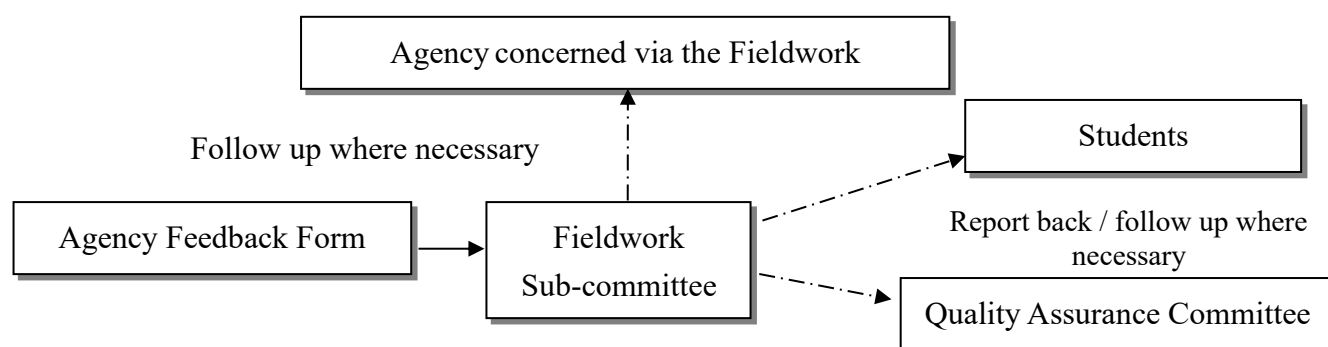 Agency concerned via the Fieldwork
Follow up where necessary
Students
Agency Feedback Form
Fieldwork
Sub-committee
Report back / follow up where
necessary
Quality Assurance Committee